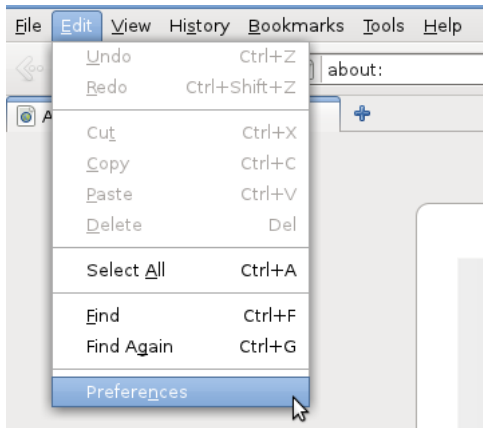 File Edit View History Bookmarks Tools Help
Undo Ctrl+Z
about:
Redo Ctrl+Shift+Z
A
Cut Ctrl+X
Copy Ctrl+C
Paste Ctrl+V
Delete Del
Select All Ctrl+A
Find Ctrl+F
Find Again Ctrl+G
Preferences